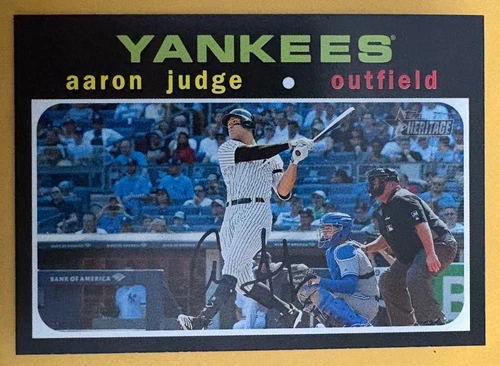 YANKEES®
aaron judge • outfield
HERITAGE
BANK OF AMERICA